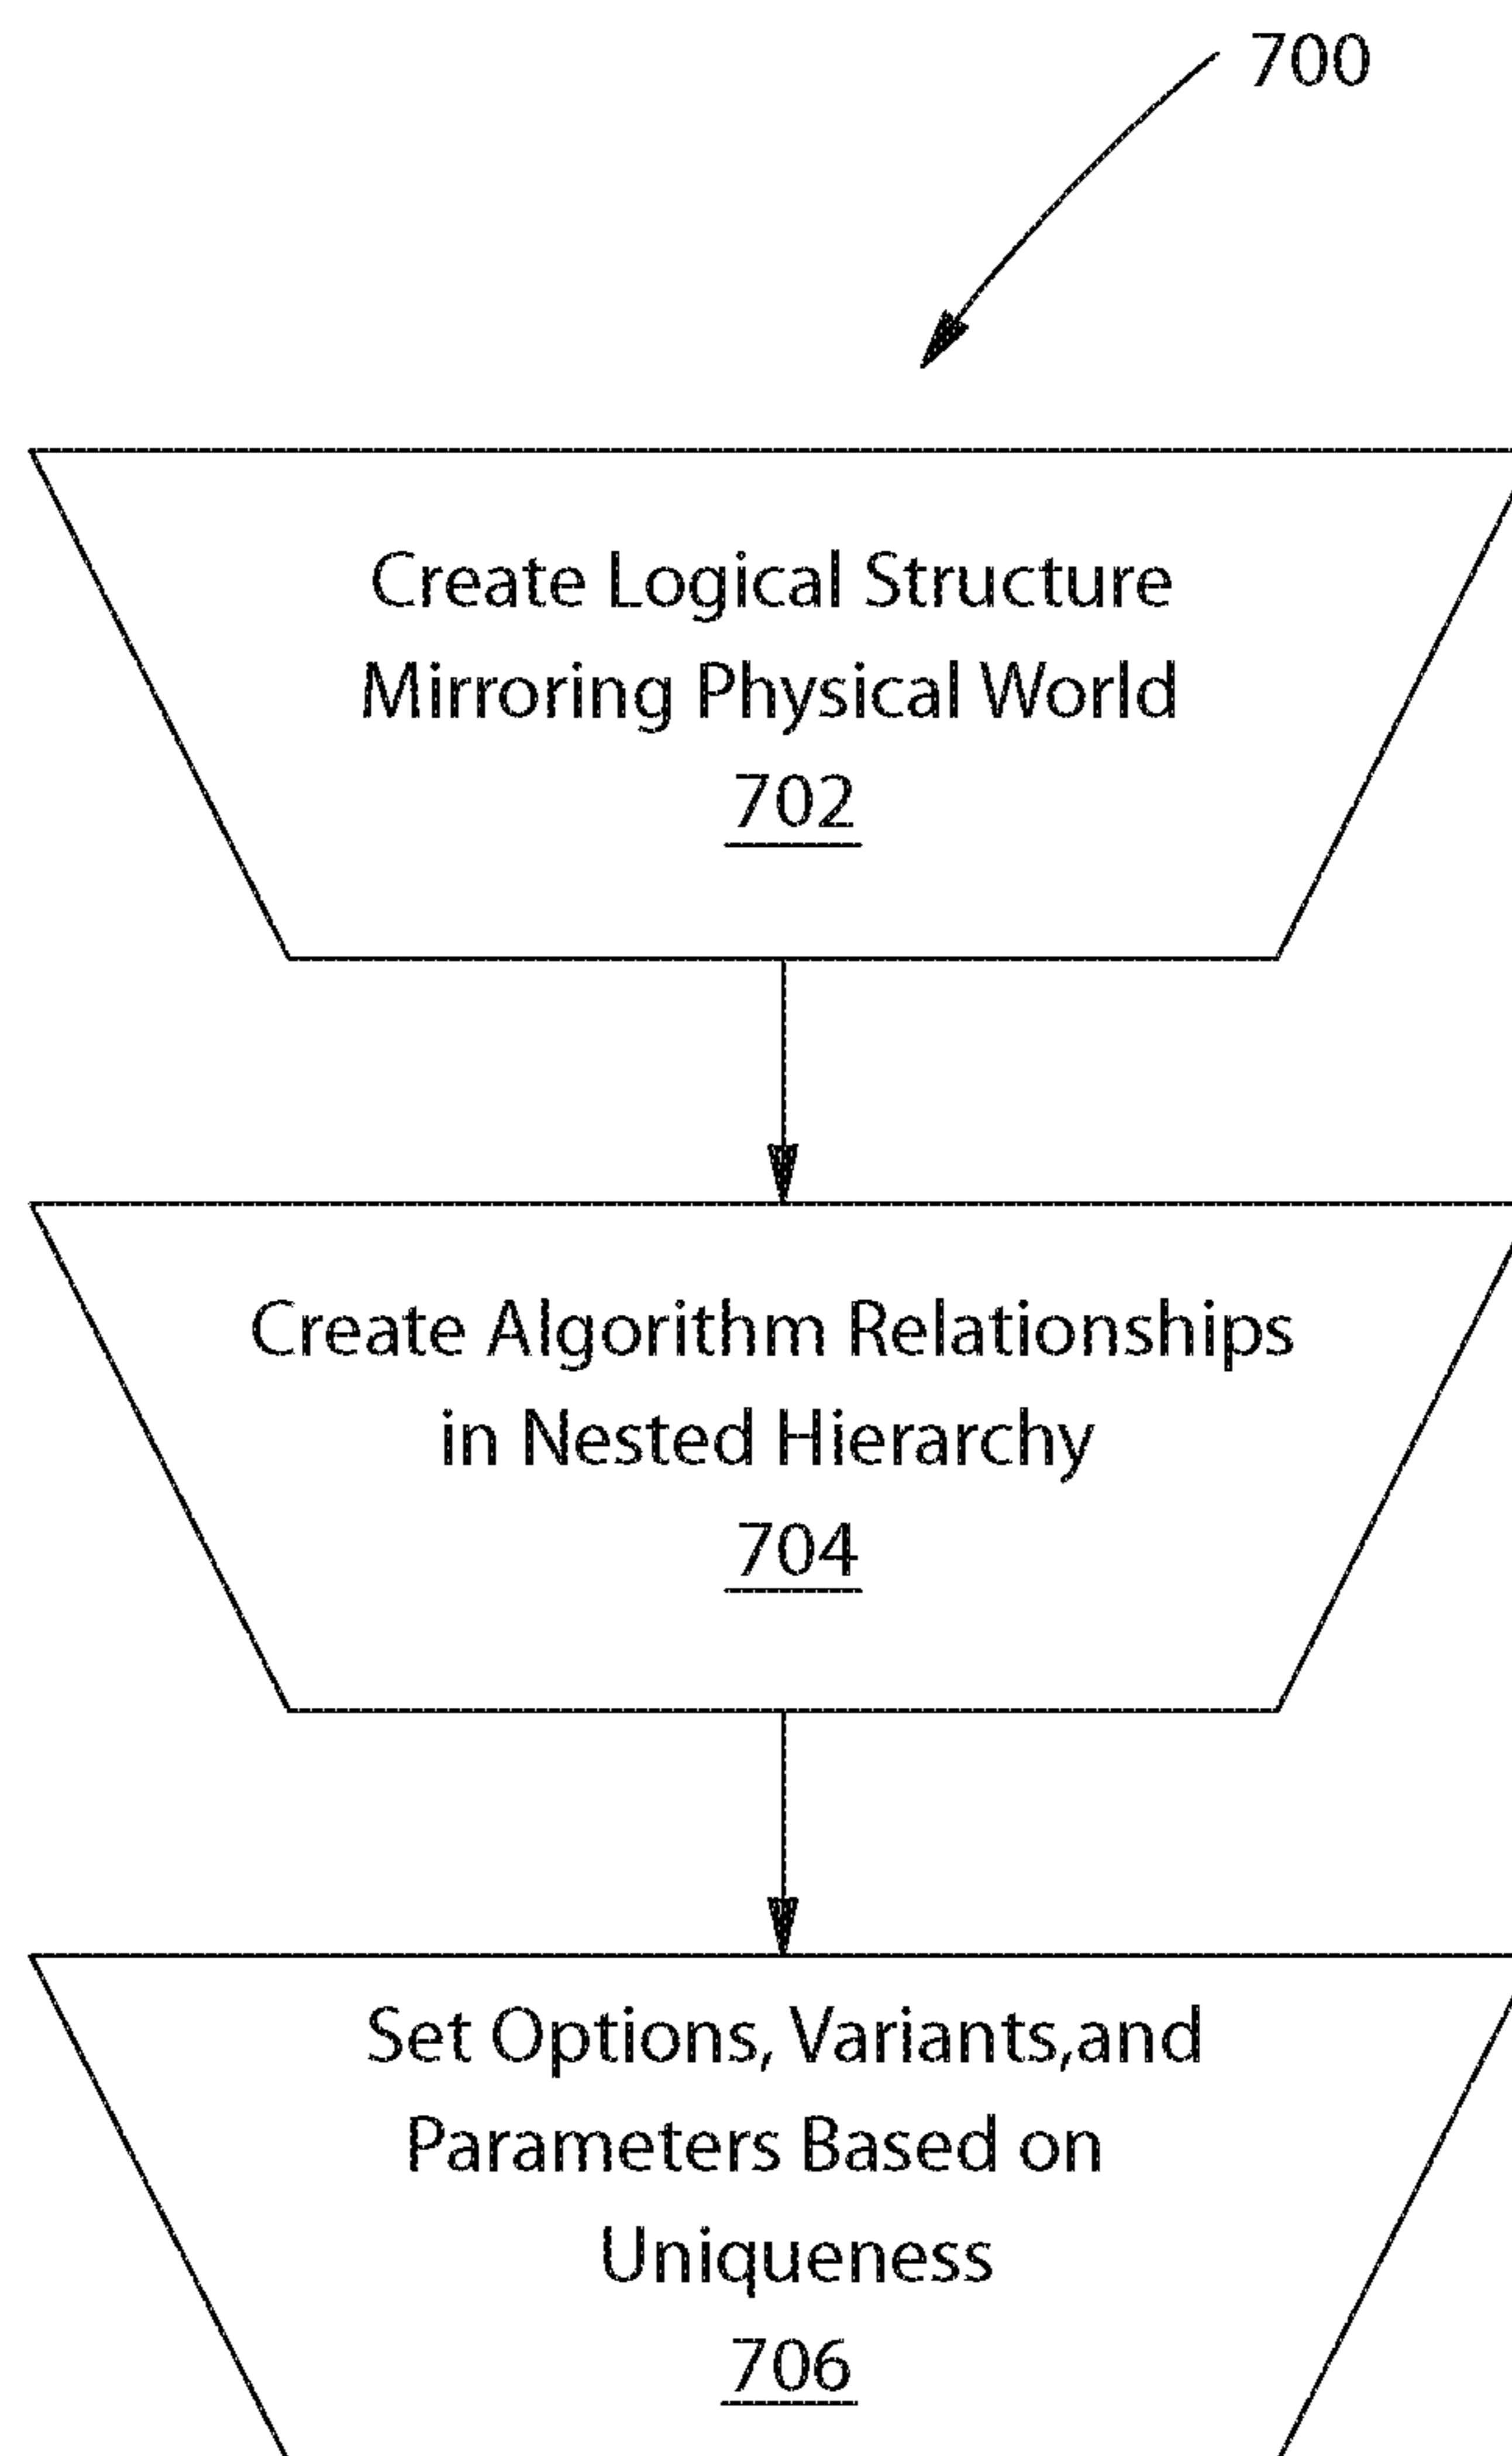 700
Create Logical Structure
Mirroring Physical World
702
Create Algorithm Relationships
in Nested Hierarchy
704
Set Options, Variants,and
Parameters Based on
Uniqueness
706